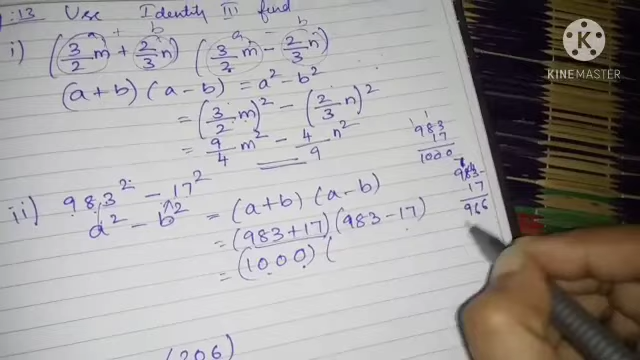 :13 Use Identity III find
i) (3/2 m + 2/3 n) (3/2 m - 2/3 n)
(a+b) (a-b) = a² - b²
= (3/2 m)² - (2/3 n)²
= 9/4 m² - 4/9 n²
ii) 983² - 17²
a² - b² = (a+b) (a-b)
= (983+17) (983-17)
= (1000) (
(206)
983
17
1000
983
17
966
KINEMASTER